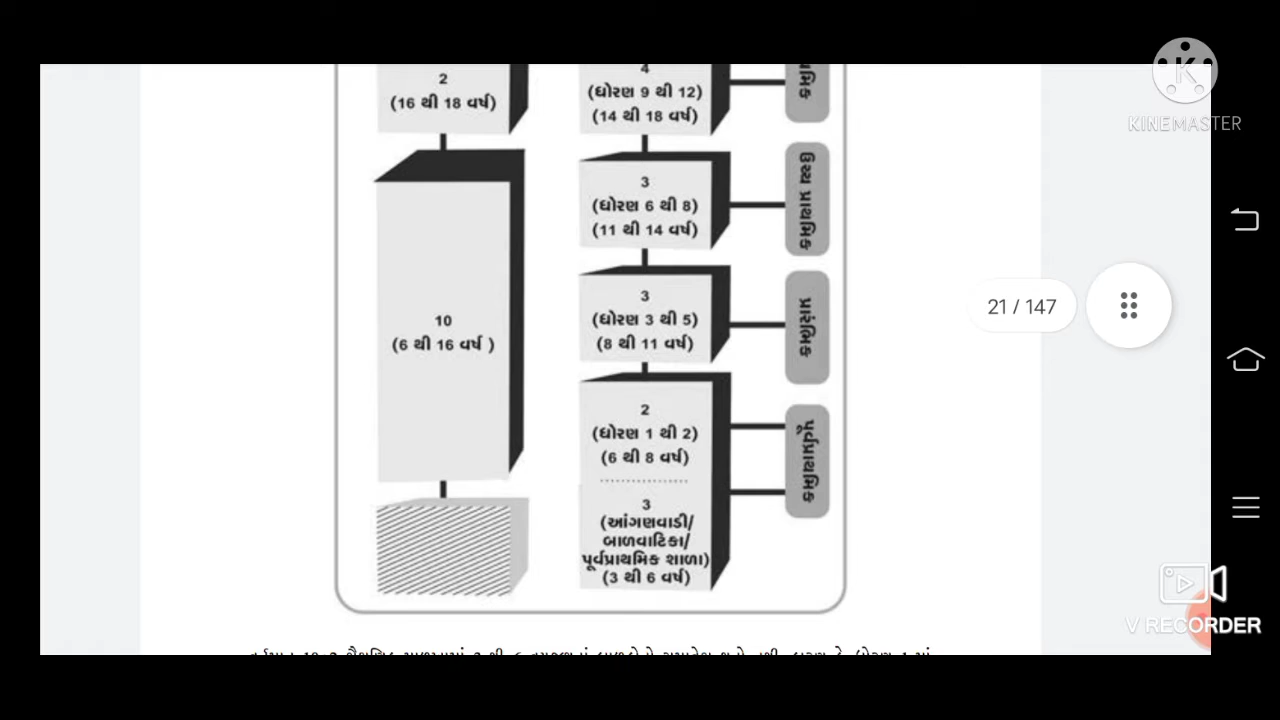 2
(16 થી 18 વર્ષ)
10
(6 થી 16 વર્ષ )
4
(ધોરણ 9 થી 12)
(14 થી 18 વર્ષ)
3
(ધોરણ 6 થી 8)
(11 થી 14 વર્ષ)
3
(ધોરણ 3 થી 5)
(8 થી 11 વર્ષ)
2
(ધોરણ 1 થી 2)
(6 થી 8 વર્ષ)
3
(આંગણવાડી/
બાળવાટિકા/
પૂર્વપ્રાથમિક શાળા)
(3 થી 6 વર્ષ)
ઉચ્ચ પ્રાથમિક
પ્રાથમિક
પૂર્વપ્રાથમિક
21 / 147
K
KINEMASTER
V RECORDER